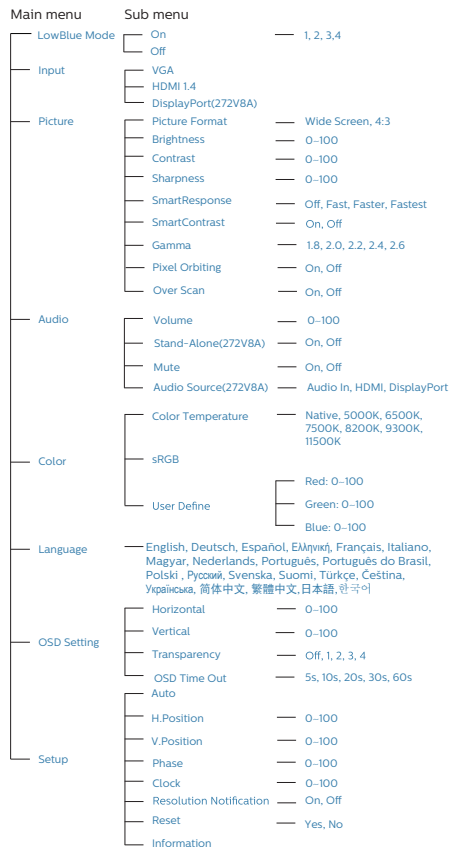 Main menu Sub menu
LowBlue Mode On 1, 2, 3,4
Off
Input VGA
HDMI 1.4
DisplayPort(272V8A)
Picture Picture Format Wide Screen, 4:3
Brightness 0–100
Contrast 0–100
Sharpness 0–100
SmartResponse Off, Fast, Faster, Fastest
SmartContrast On, Off
Gamma 1.8, 2.0, 2.2, 2.4, 2.6
Pixel Orbiting On, Off
Over Scan On, Off
Audio Volume 0–100
Stand-Alone(272V8A) On, Off
Mute On, Off
Audio Source(272V8A) Audio In, HDMI, DisplayPort
Color Temperature Native, 5000K, 6500K,
7500K, 8200K, 9300K,
11500K
Color sRGB
Red: 0–100
User Define Green: 0–100
Blue: 0–100
Language English, Deutsch, Español, Ελληνική, Français, Italiano,
Magyar, Nederlands, Português, Português do Brasil,
Polski , Русский, Svenska, Suomi, Türkçe, Čeština,
Українська, 简体中文, 繁體中文,日本語,한국어
Horizontal 0–100
Vertical 0–100
OSD Setting Transparency Off, 1, 2, 3, 4
OSD Time Out 5s, 10s, 20s, 30s, 60s
Auto
H.Position 0–100
V.Position 0–100
Setup Phase 0–100
Clock 0–100
Resolution Notification On, Off
Reset Yes, No
Information